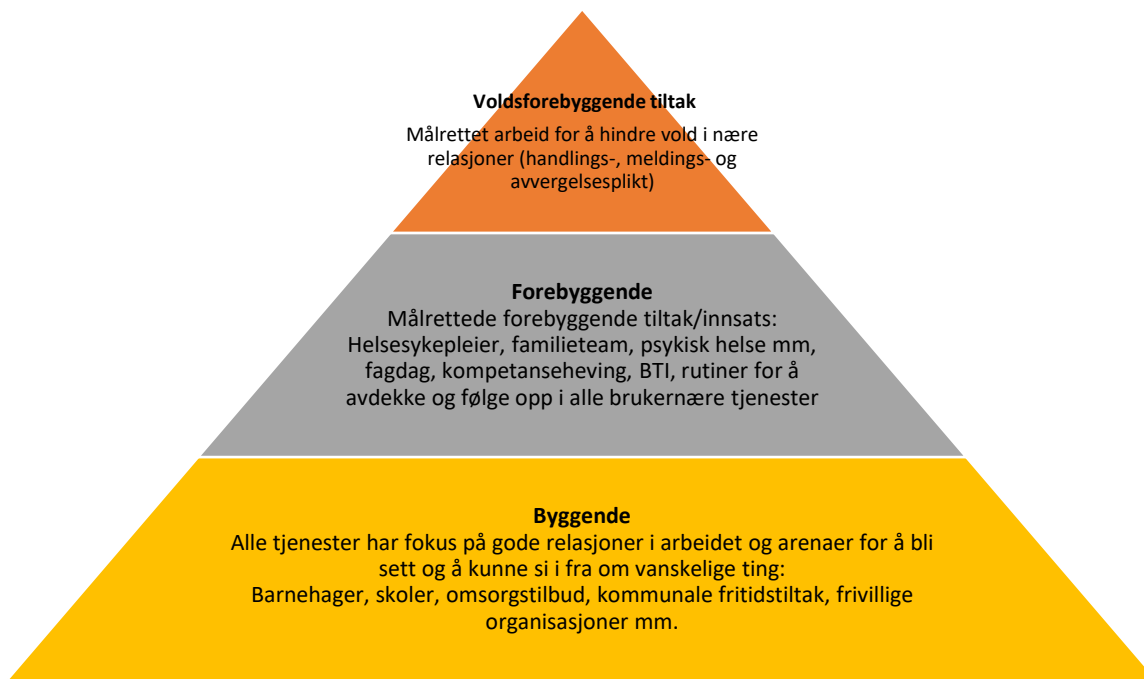 Voldsforebyggende tiltak
Målrettet arbeid for å hindre vold i nære
relasjoner (handlings-, meldings- og
avvergelsesplikt)
Forebyggende
Målrettede forebyggende tiltak/innsats:
Helsesykepleier, familieteam, psykisk helse mm,
fagdag, kompetanseheving, BTI, rutiner for å
avdekke og følge opp i alle brukernære tjenester
Byggende
Alle tjenester har fokus på gode relasjoner i arbeidet og arenaer for å bli
sett og å kunne si i fra om vanskelige ting:
Barnehager, skoler, omsorgstilbud, kommunale fritidstiltak, frivillige
organisasjoner mm.